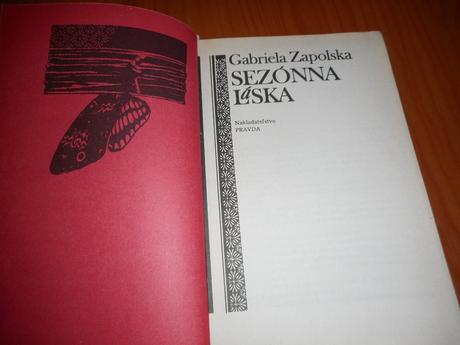 Gabriela Zapolska
SEZÓNNA
LáSKA
Nakladateľstvo
PRAVDA